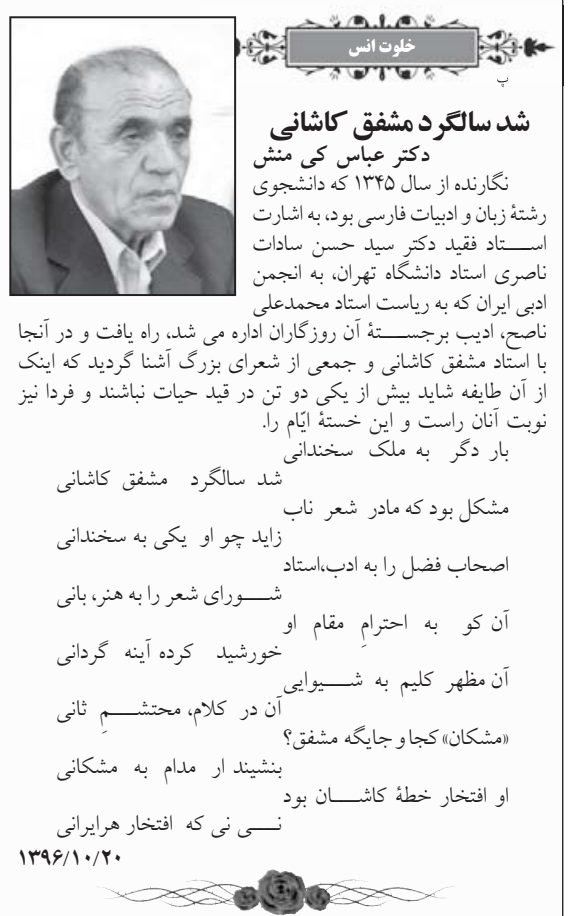 خلوت انس
پ
شد سالگرد مشفق کاشانی
دکتر عباس کی منش
نگارنده از سال ۱۳۴۵ که دانشجوی
رشتهٔ زبان و ادبیات فارسی بود، به اشارت
استاد فقید دکتر سید حسن سادات
ناصری استاد دانشگاه تهران، به انجمن
ادبی ایران که به ریاست استاد محمدعلی
ناصح، ادیب برجستهٔ آن روزگاران اداره می شد، راه یافت و در آنجا
با استاد مشفق کاشانی و جمعی از شعرای بزرگ آشنا گردید که اینک
از آن طایفه شاید بیش از یکی دو تن در قید حیات نباشند و فردا نیز
نوبت آنان راست و این خستهٔ ایّام را.
بار دگر به ملک سخندانی
شد سالگرد مشفق کاشانی
مشکل بود که مادر شعر ناب
زاید چو او یکی به سخندانی
اصحاب فضل را به ادب،استاد
شورای شعر را به هنر، بانی
آن کو به احترامِ مقام او
خورشید کرده آینه گردانی
آن مظهر کلیم به شیوایی
آن در کلام، محتشمِ ثانی
«مشکان» کجا و جایگه مشفق؟
بنشیند ار مدام به مشکانی
او افتخار خطهٔ کاشان بود
نی نی که افتخار هرایرانی
۱۳۹۶/۱۰/۲۰